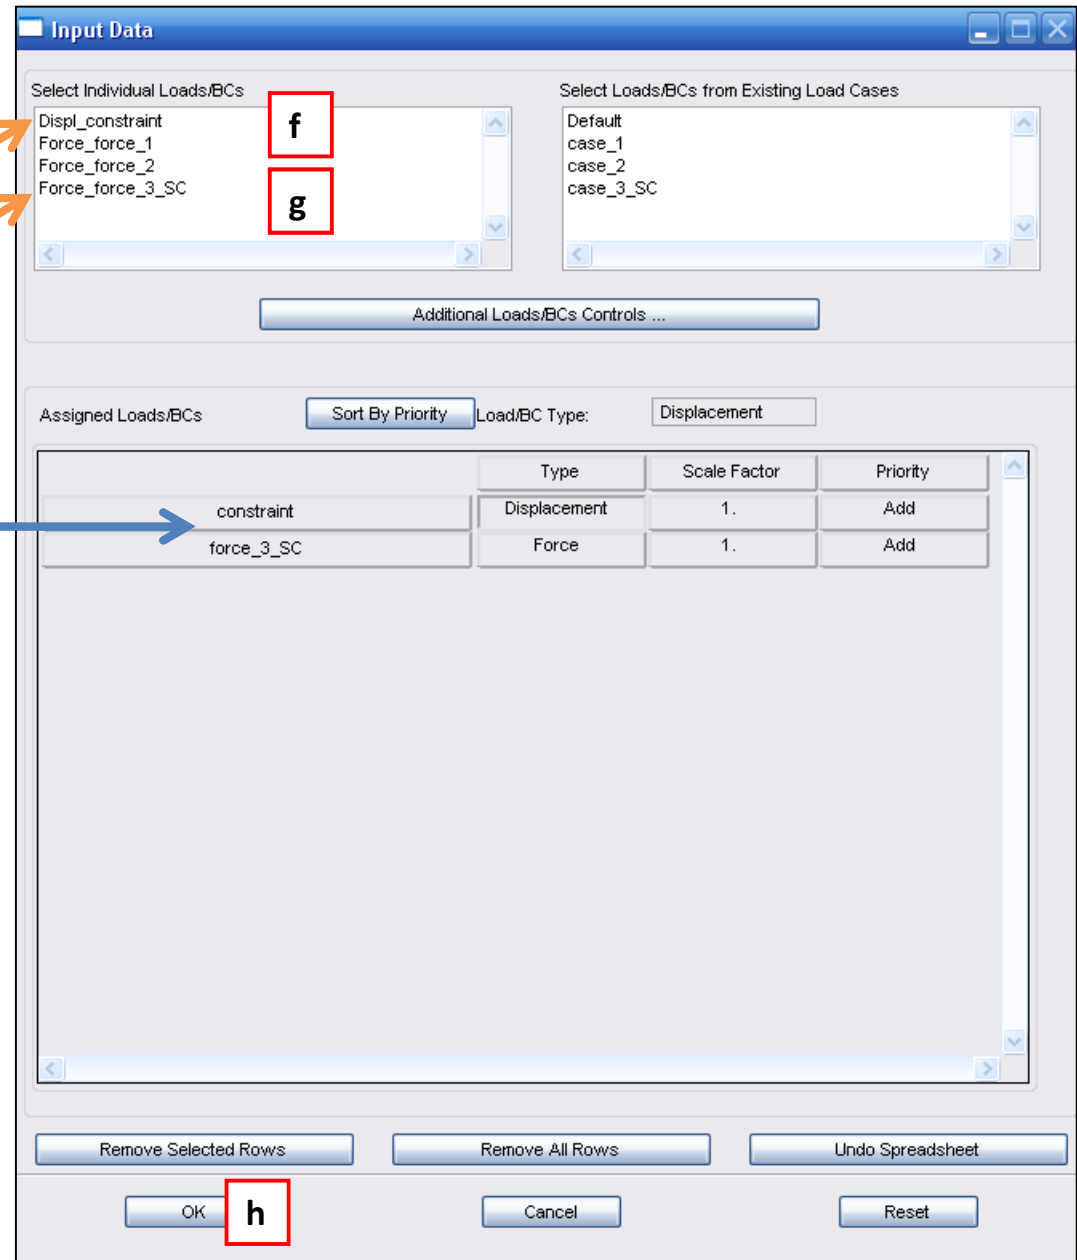 Input Data
Select Individual Loads/BCs
Displ_constraint
Force_force_1
Force_force_2
Force_force_3_SC
f
g
Select Loads/BCs from Existing Load Cases
Default
case_1
case_2
case_3_SC
Additional Loads/BCs Controls ...
Assigned Loads/BCs Sort By Priority Load/BC Type: Displacement
Type Scale Factor Priority
constraint Displacement 1. Add
force_3_SC Force 1. Add
Remove Selected Rows Remove All Rows Undo Spreadsheet
OK h Cancel Reset